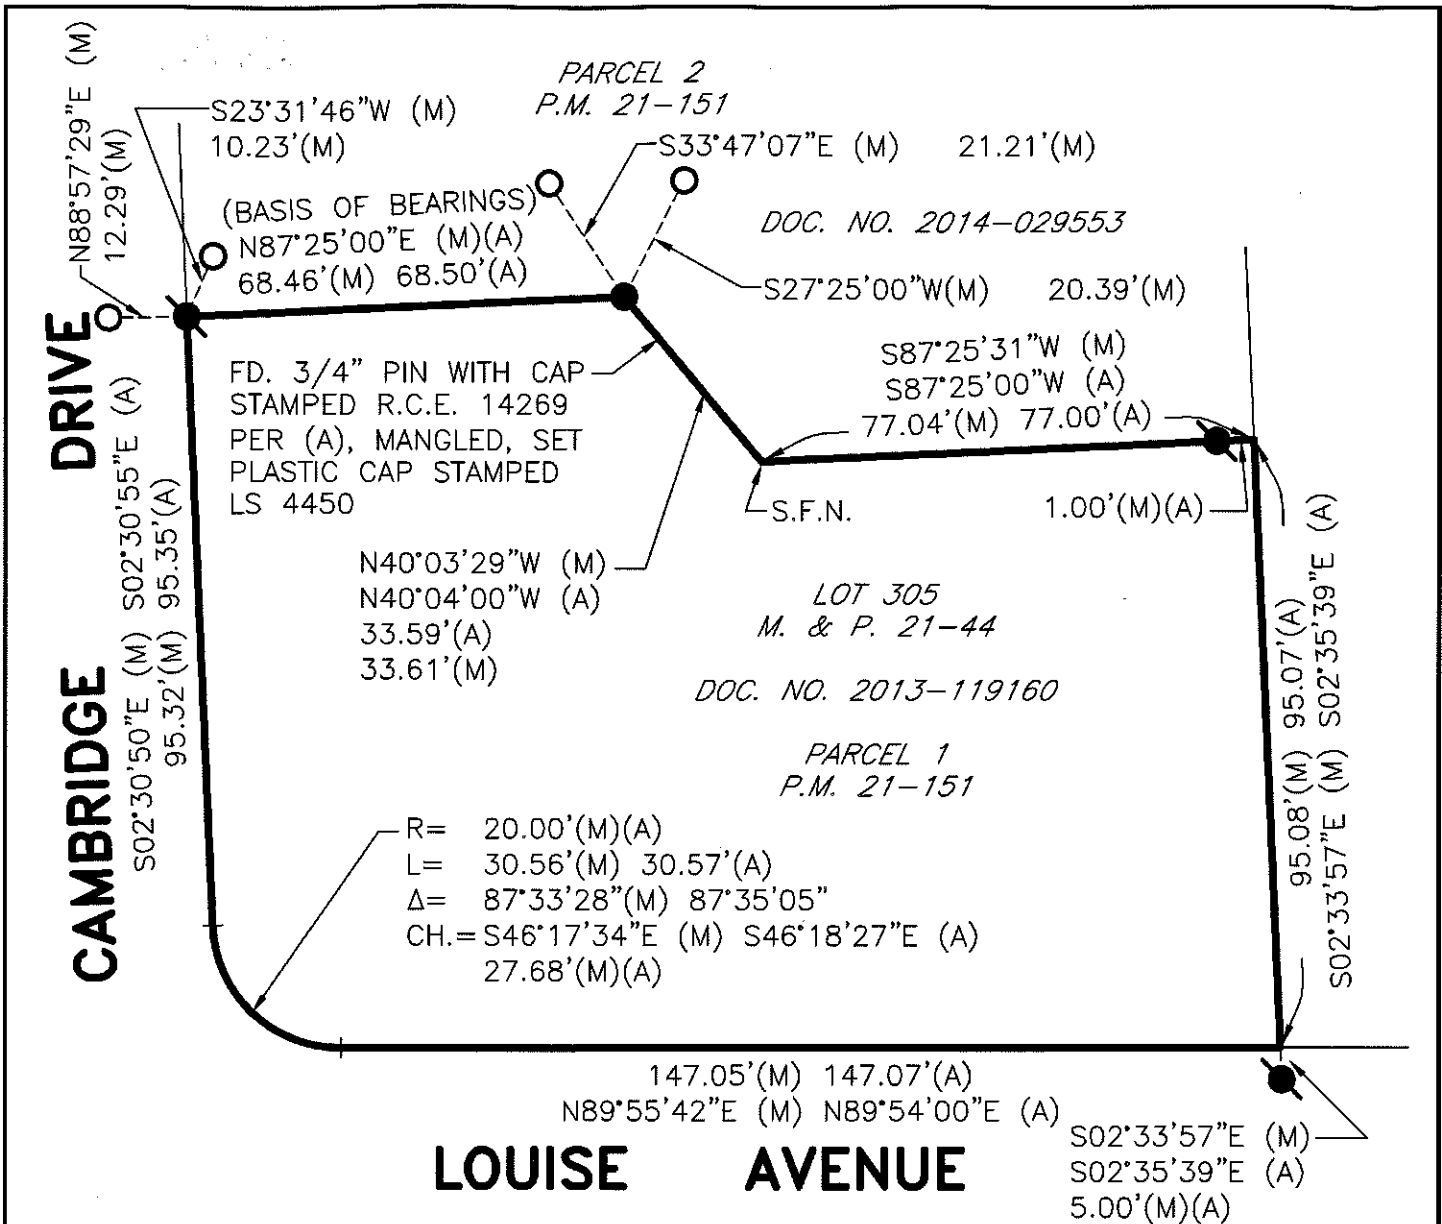 N88°57'29"E (M)
12.29'(M)
S23°31'46"W (M)
10.23'(M)
PARCEL 2
P.M. 21-151
S33°47'07"E (M) 21.21'(M)
(BASIS OF BEARINGS)
N87°25'00"E (M)(A)
68.46'(M) 68.50'(A)
DOC. NO. 2014-029553
S27°25'00"W(M) 20.39'(M)
S87°25'31"W (M)
S87°25'00"W (A)
77.04'(M) 77.00'(A)
FD. 3/4" PIN WITH CAP
STAMPED R.C.E. 14269
PER (A), MANGLED, SET
PLASTIC CAP STAMPED
LS 4450
S.F.N.
1.00'(M)(A)
N40°03'29"W (M)
N40°04'00"W (A)
33.59'(A)
33.61'(M)
LOT 305
M. & P. 21-44
DOC. NO. 2013-119160
PARCEL 1
P.M. 21-151
CAMBRIDGE DRIVE
S02°30'50"E (M) S02°30'55"E (A)
95.32'(M) 95.35'(A)
95.08'(M) 95.07'(A)
S02°33'57"E (M) S02°35'39"E (A)
R= 20.00'(M)(A)
L= 30.56'(M) 30.57'(A)
Δ= 87°33'28"(M) 87°35'05"
CH.= S46°17'34"E (M) S46°18'27"E (A)
27.68'(M)(A)
147.05'(M) 147.07'(A)
N89°55'42"E (M) N89°54'00"E (A)
S02°33'57"E (M)
S02°35'39"E (A)
5.00'(M)(A)
LOUISE AVENUE